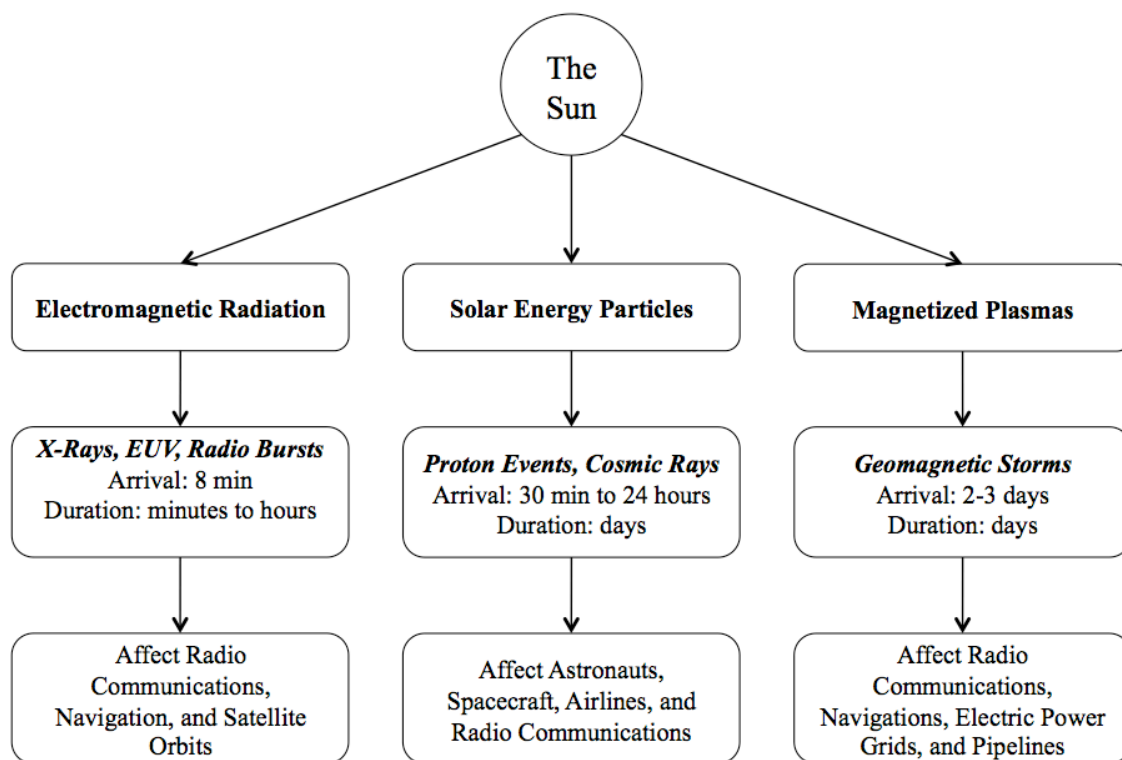 The
Sun
Electromagnetic Radiation
Solar Energy Particles
Magnetized Plasmas
X-Rays, EUV, Radio Bursts
Arrival: 8 min
Duration: minutes to hours
Proton Events, Cosmic Rays
Arrival: 30 min to 24 hours
Duration: days
Geomagnetic Storms
Arrival: 2-3 days
Duration: days
Affect Radio
Communications,
Navigation, and Satellite
Orbits
Affect Astronauts,
Spacecraft, Airlines, and
Radio Communications
Affect Radio
Communications,
Navigations, Electric Power
Grids, and Pipelines